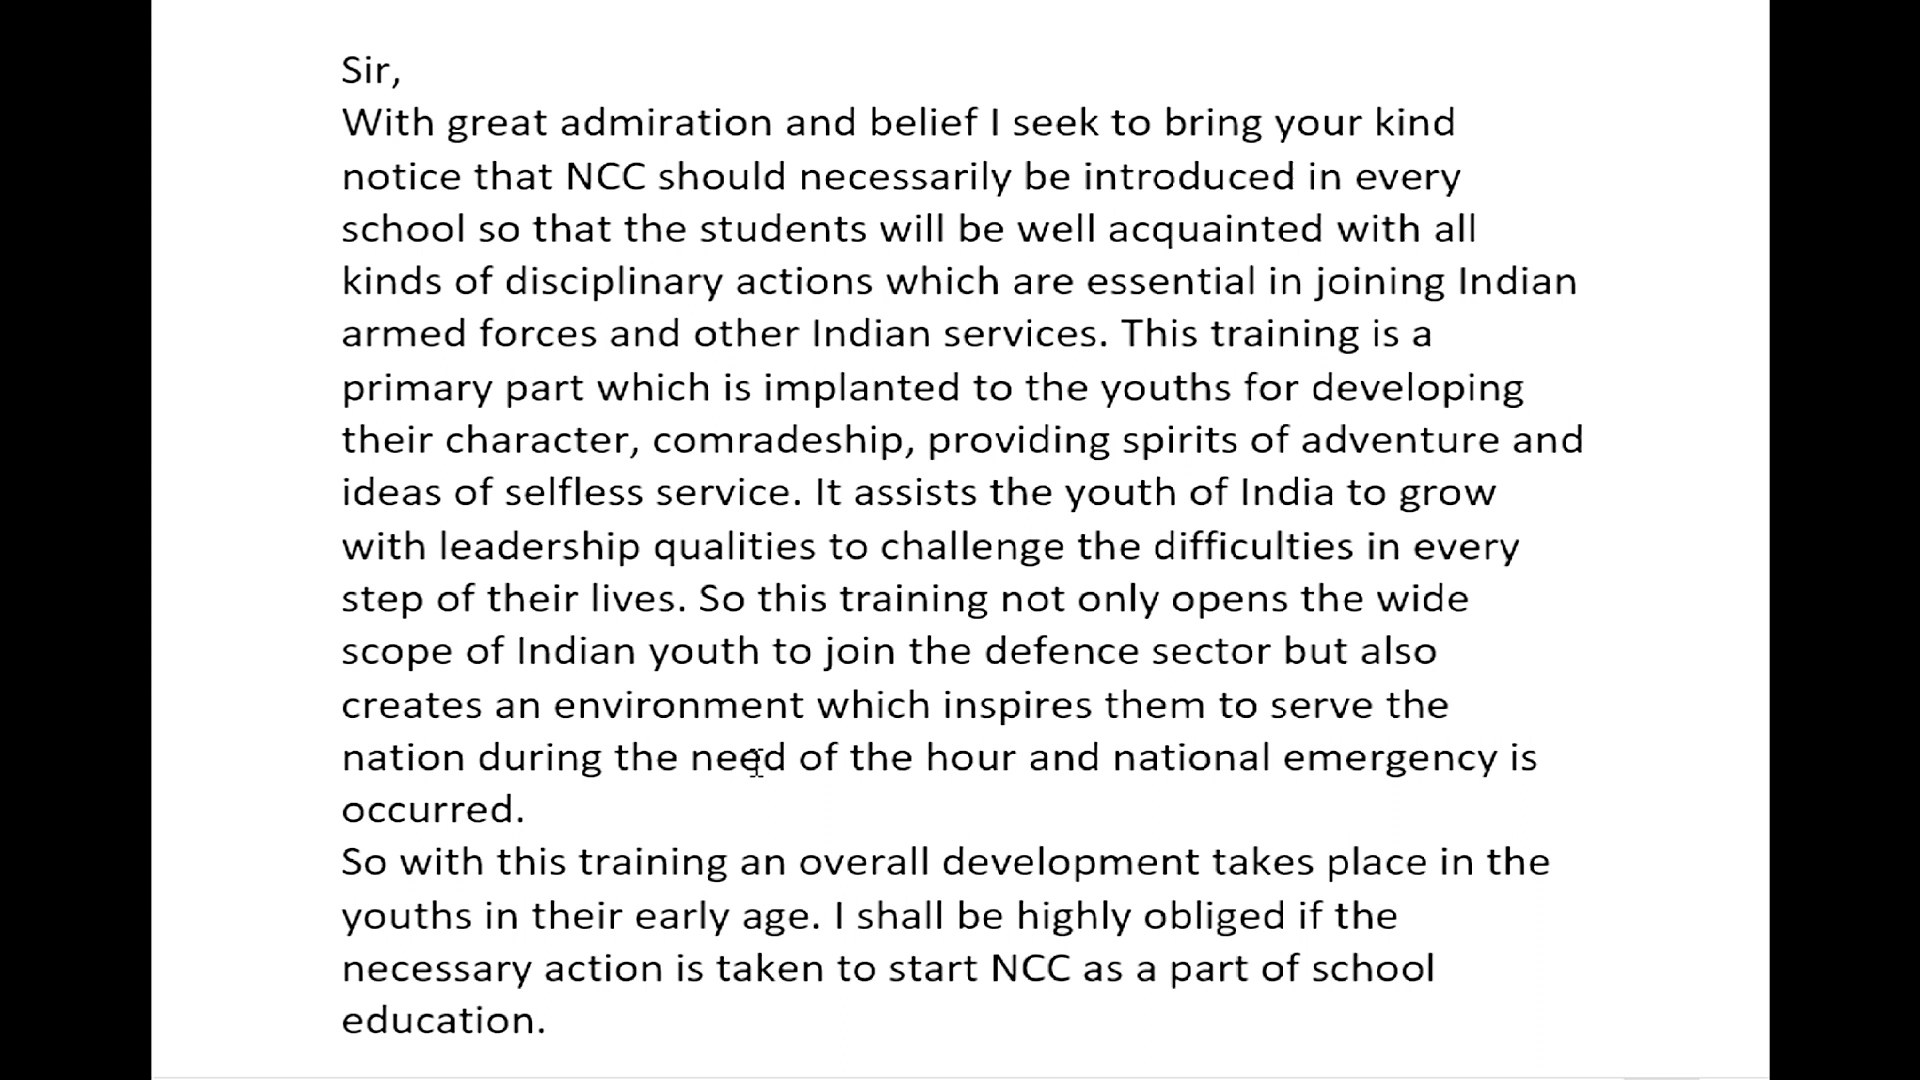 Sir,
With great admiration and belief I seek to bring your kind
notice that NCC should necessarily be introduced in every
school so that the students will be well acquainted with all
kinds of disciplinary actions which are essential in joining Indian
armed forces and other Indian services. This training is a
primary part which is implanted to the youths for developing
their character, comradeship, providing spirits of adventure and
ideas of selfless service. It assists the youth of India to grow
with leadership qualities to challenge the difficulties in every
step of their lives. So this training not only opens the wide
scope of Indian youth to join the defence sector but also
creates an environment which inspires them to serve the
nation during the need of the hour and national emergency is
occurred.
So with this training an overall development takes place in the
youths in their early age. I shall be highly obliged if the
necessary action is taken to start NCC as a part of school
education.